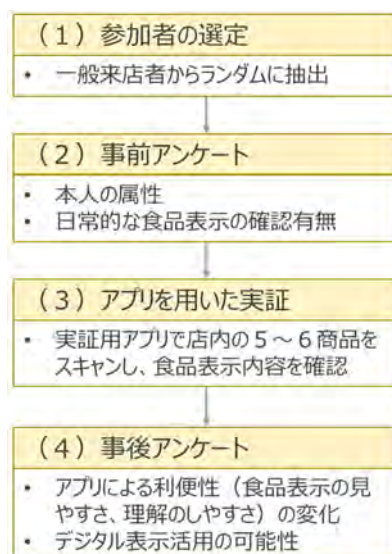 （１）参加者の選定
• 一般来店者からランダムに抽出
（２）事前アンケート
• 本人の属性
• 日常的な食品表示の確認有無
（３）アプリを用いた実証
• 実証用アプリで店内の５～６商品を
スキャンし、食品表示内容を確認
（４）事後アンケート
• アプリによる利便性（食品表示の見
やすさ、理解のしやすさ）の変化
• デジタル表示活用の可能性